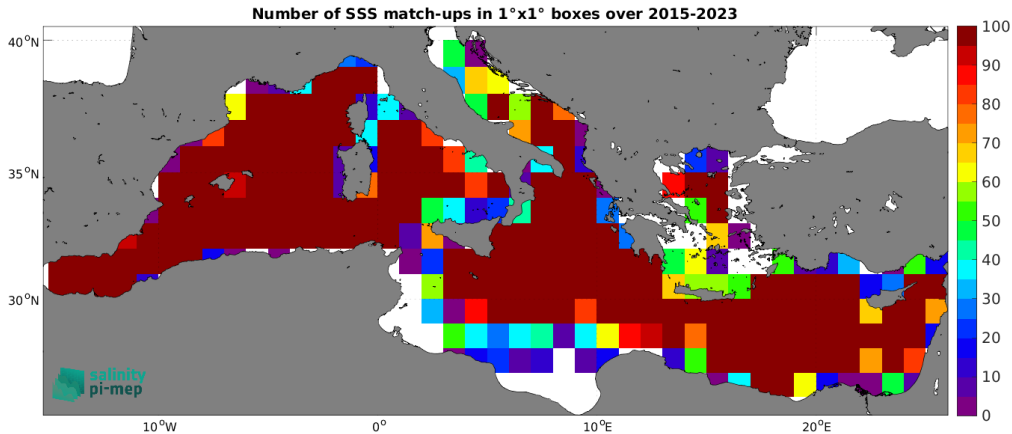 Number of SSS match-ups in 1°x1° boxes over 2015-2023
40°N
35°N
30°N
10°W
0°
10°E
20°E
100
90
80
70
60
50
40
30
20
10
0
salinity
pi-mep